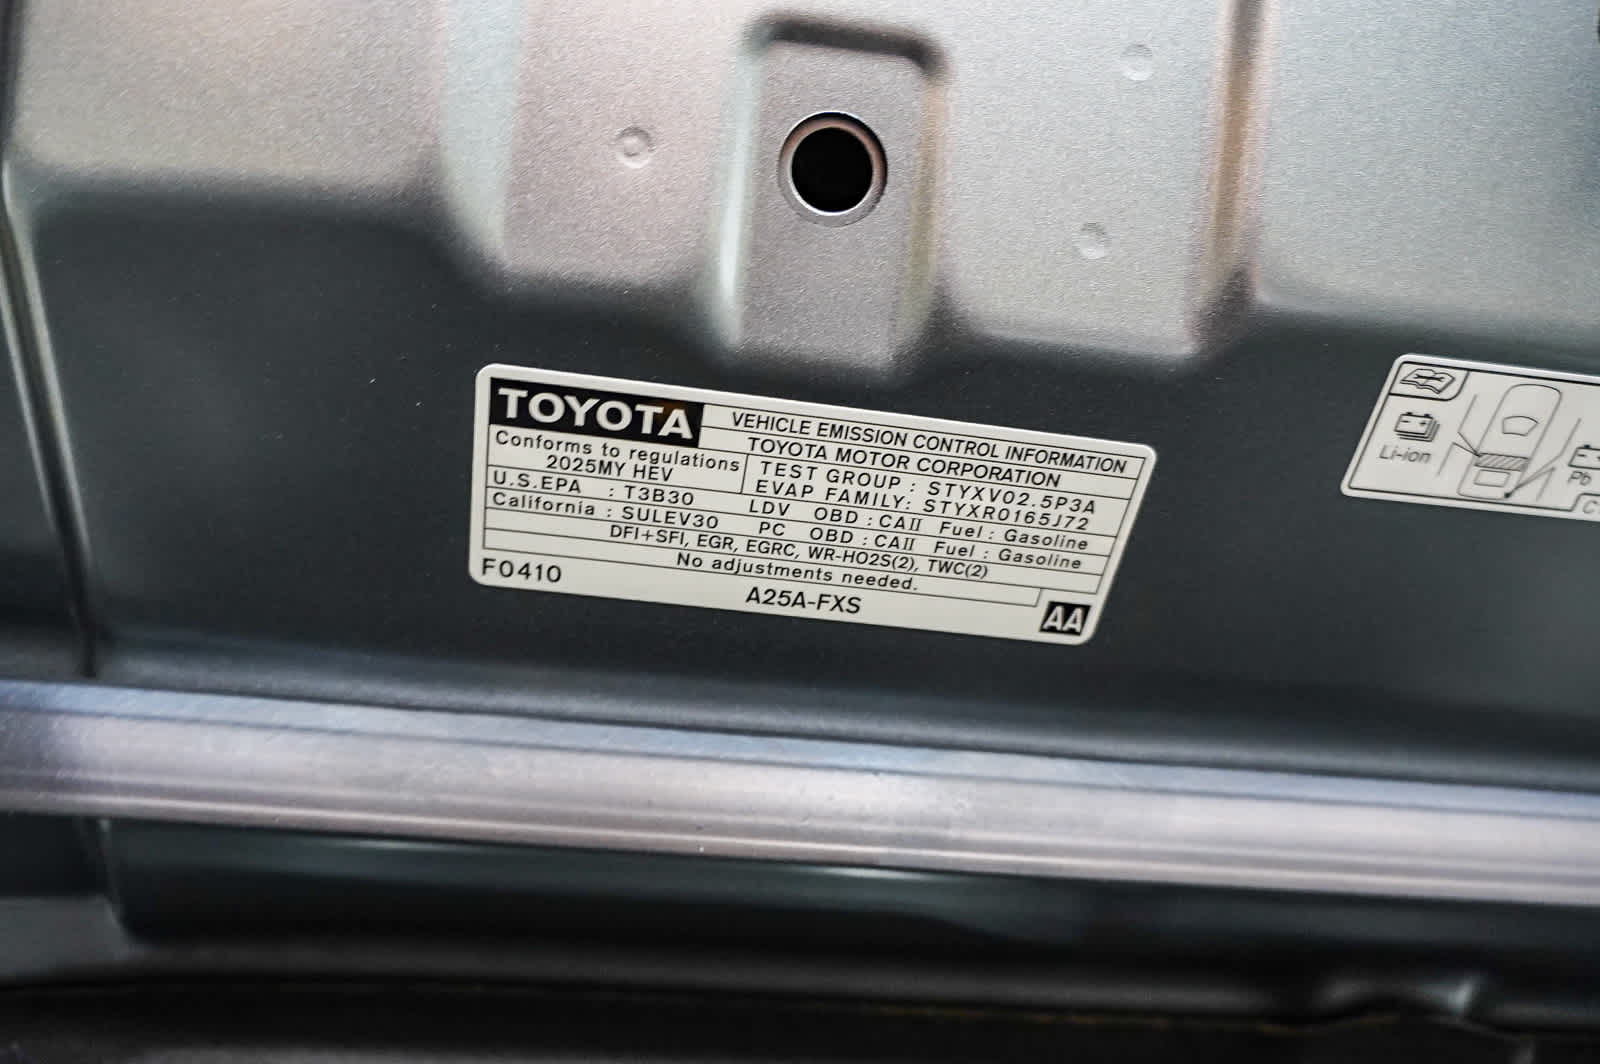 TOYOTA
VEHICLE EMISSION CONTROL INFORMATION
TOYOTA MOTOR CORPORATION
Conforms to regulations
2025MY HEV
TEST GROUP : STYXV02.5P3A
EVAP FAMILY: STYXR0165J72
U.S.EPA : T3B30 LDV OBD : CAII Fuel : Gasoline
California : SULEV30 PC OBD : CAII Fuel : Gasoline
DFI+SFI, EGR, EGRC, WR-HO2S(2), TWC(2)
No adjustments needed.
F0410
A25A-FXS
AA
Li-ion
Pb
C